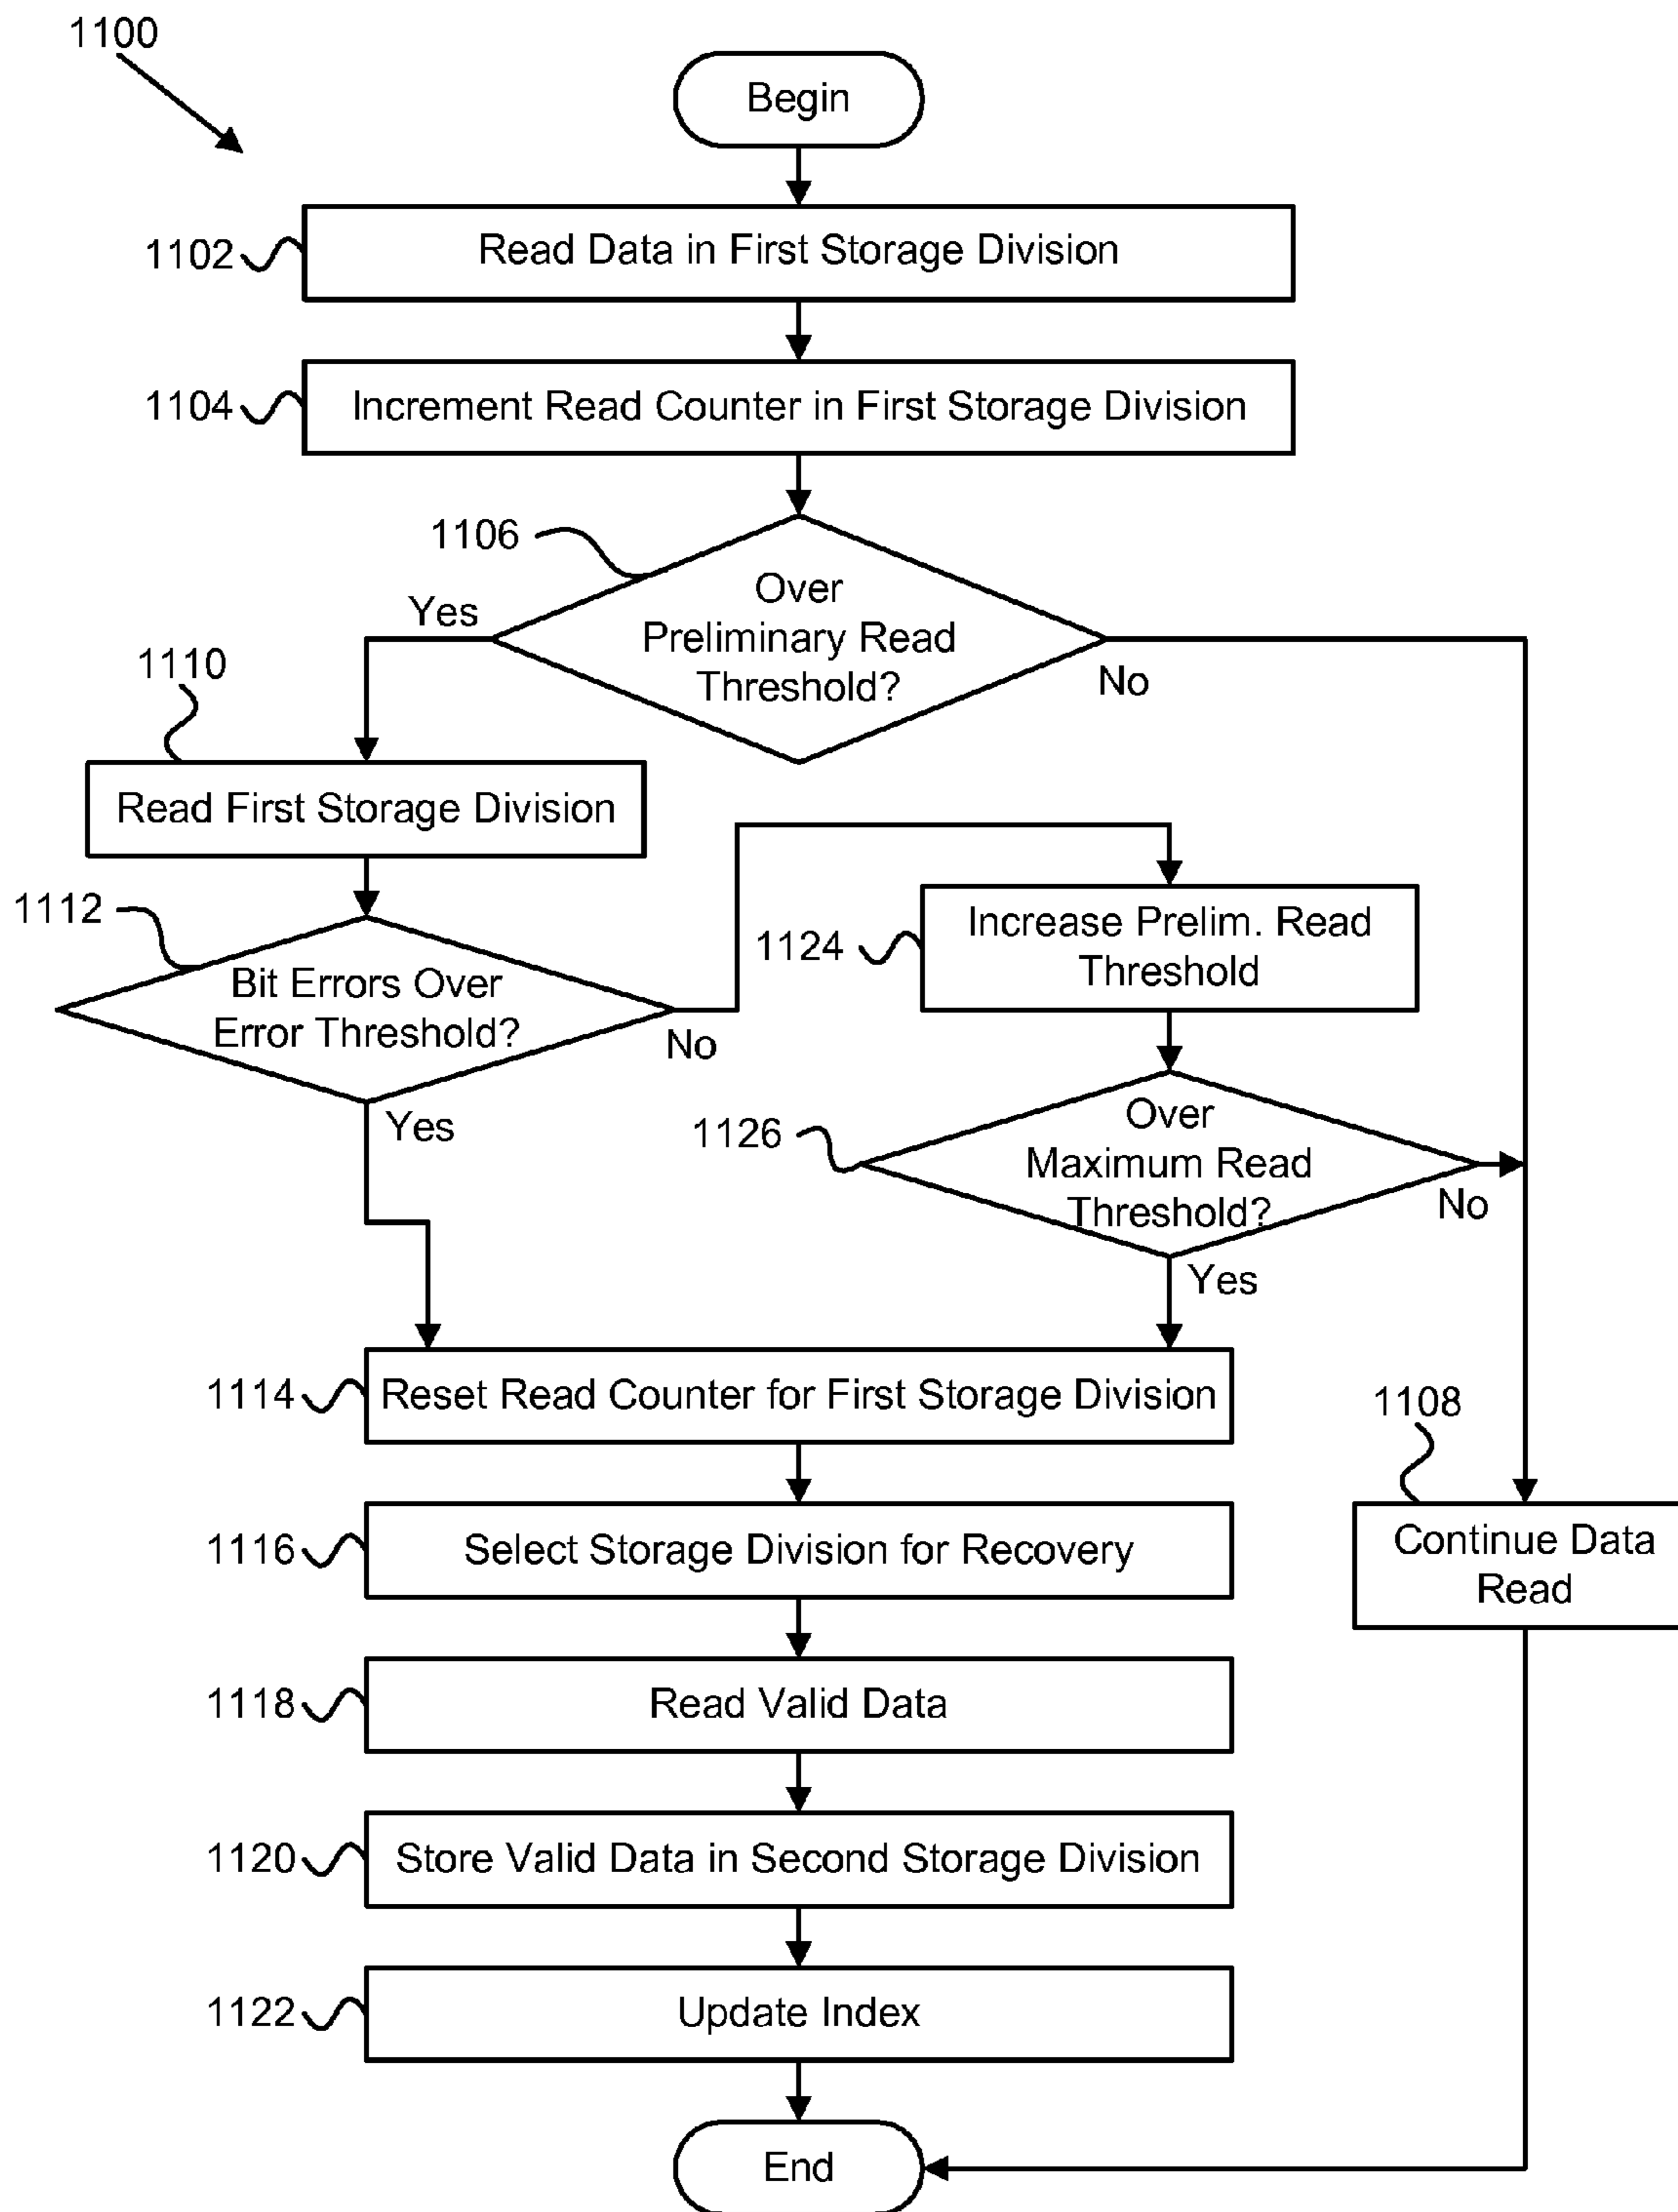 1100
Begin
1102
Read Data in First Storage Division
1104
Increment Read Counter in First Storage Division
1106
Over
Preliminary Read
Threshold?
Yes
No
1110
Read First Storage Division
1112
Bit Errors Over
Error Threshold?
No
Yes
1124
Increase Prelim. Read
Threshold
1126
Over
Maximum Read
Threshold?
No
Yes
1114
Reset Read Counter for First Storage Division
1108
Continue Data
Read
1116
Select Storage Division for Recovery
1118
Read Valid Data
1120
Store Valid Data in Second Storage Division
1122
Update Index
End